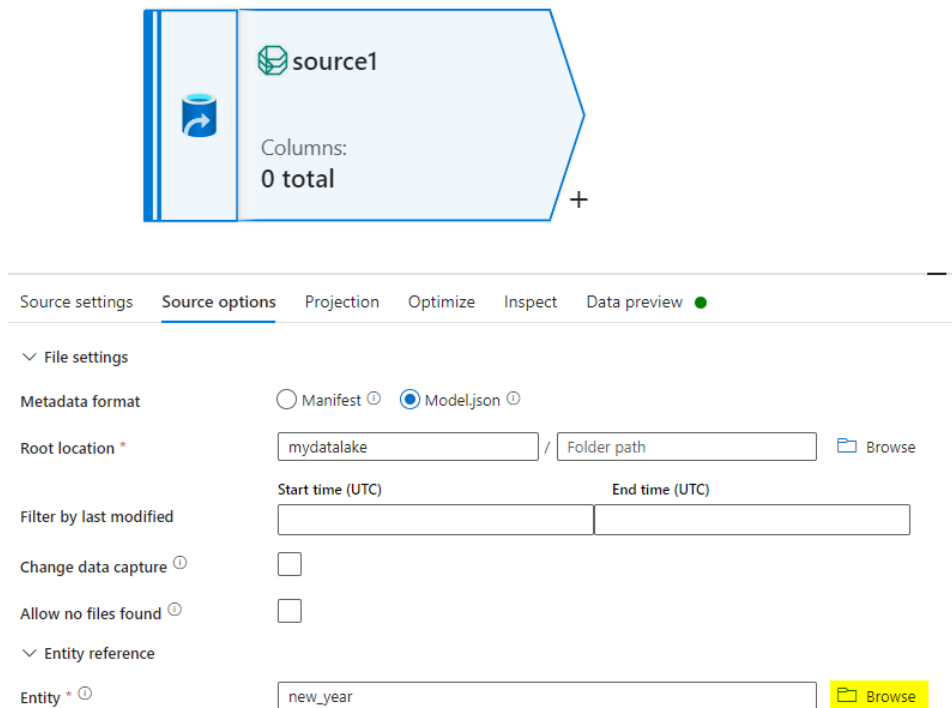 source1
Columns:
0 total
+
Source settings Source options Projection Optimize Inspect Data preview
File settings
Metadata format Manifest Model.json
Root location * mydatalake / Folder path Browse
Start time (UTC) End time (UTC)
Filter by last modified
Change data capture
Allow no files found
Entity reference
Entity * new_year Browse